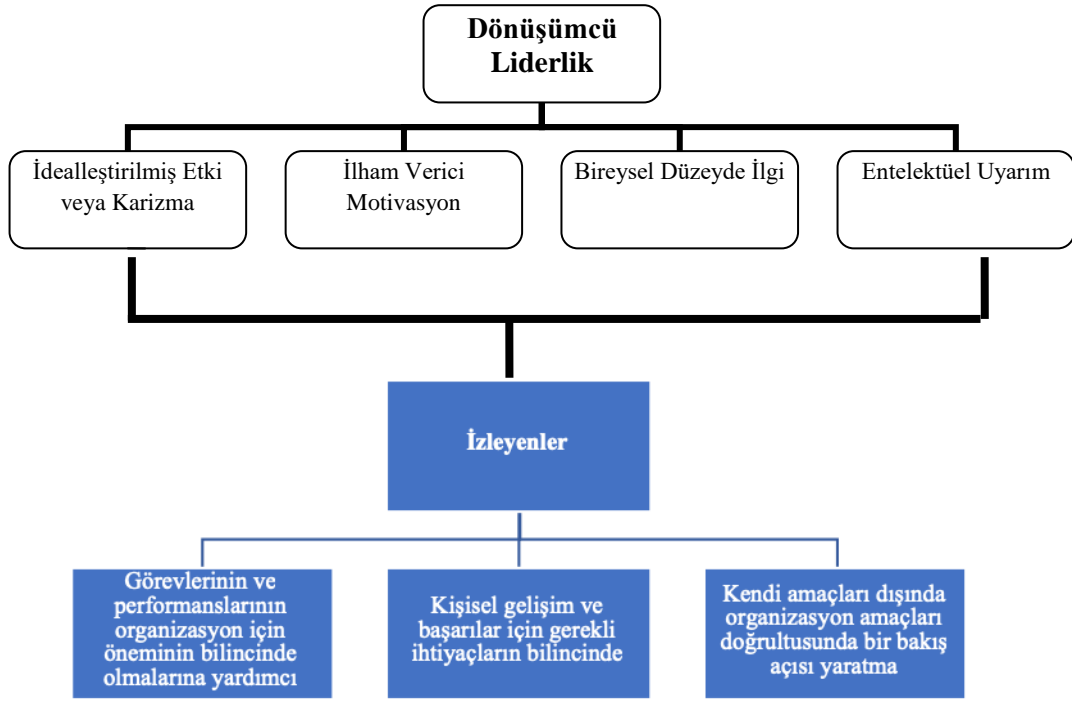 Dönüşümcü
Liderlik
İdealleştirilmiş Etki
veya Karizma
İlham Verici
Motivasyon
Bireysel Düzeyde İlgi
Entelektüel Uyarım
İzleyenler
Görevlerinin ve
performanslarının
organizasyon için
öneminin bilincinde
olmalarına yardımcı
Kişisel gelişim ve
başarılar için gerekli
ihtiyaçların bilincinde
Kendi amaçları dışında
organizasyon amaçları
doğrultusunda bir bakış
açısı yaratma